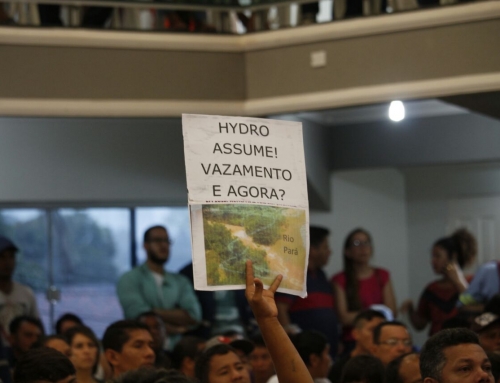 HYDRO
ASSUME!
VAZAMENTO
E AGORA?
Rio
Pará